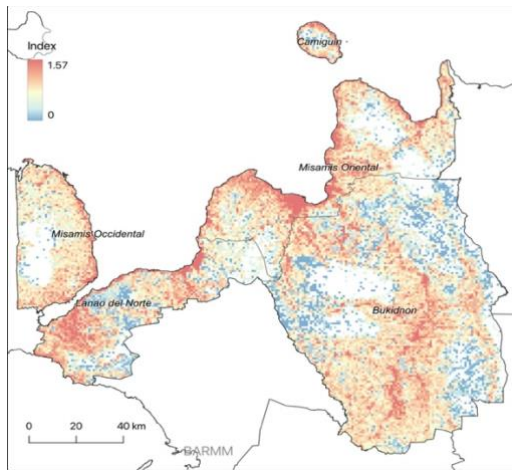 Index
1.57
0
Camiguin
Misamis Oriental
Misamis Occidental
Lanao del Norte
Bukidnon
0 20 40 km
BARMM